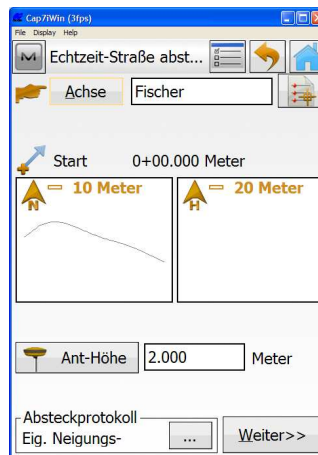 Cap7iWin (3fps)
File Display Help
M Echtzeit-Straße abst...
Achse Fischer
Start 0+00.000 Meter
N 10 Meter H 20 Meter
Ant-Höhe 2.000 Meter
Absteckprotokoll
Eig. Neigungs- ... Weiter>>